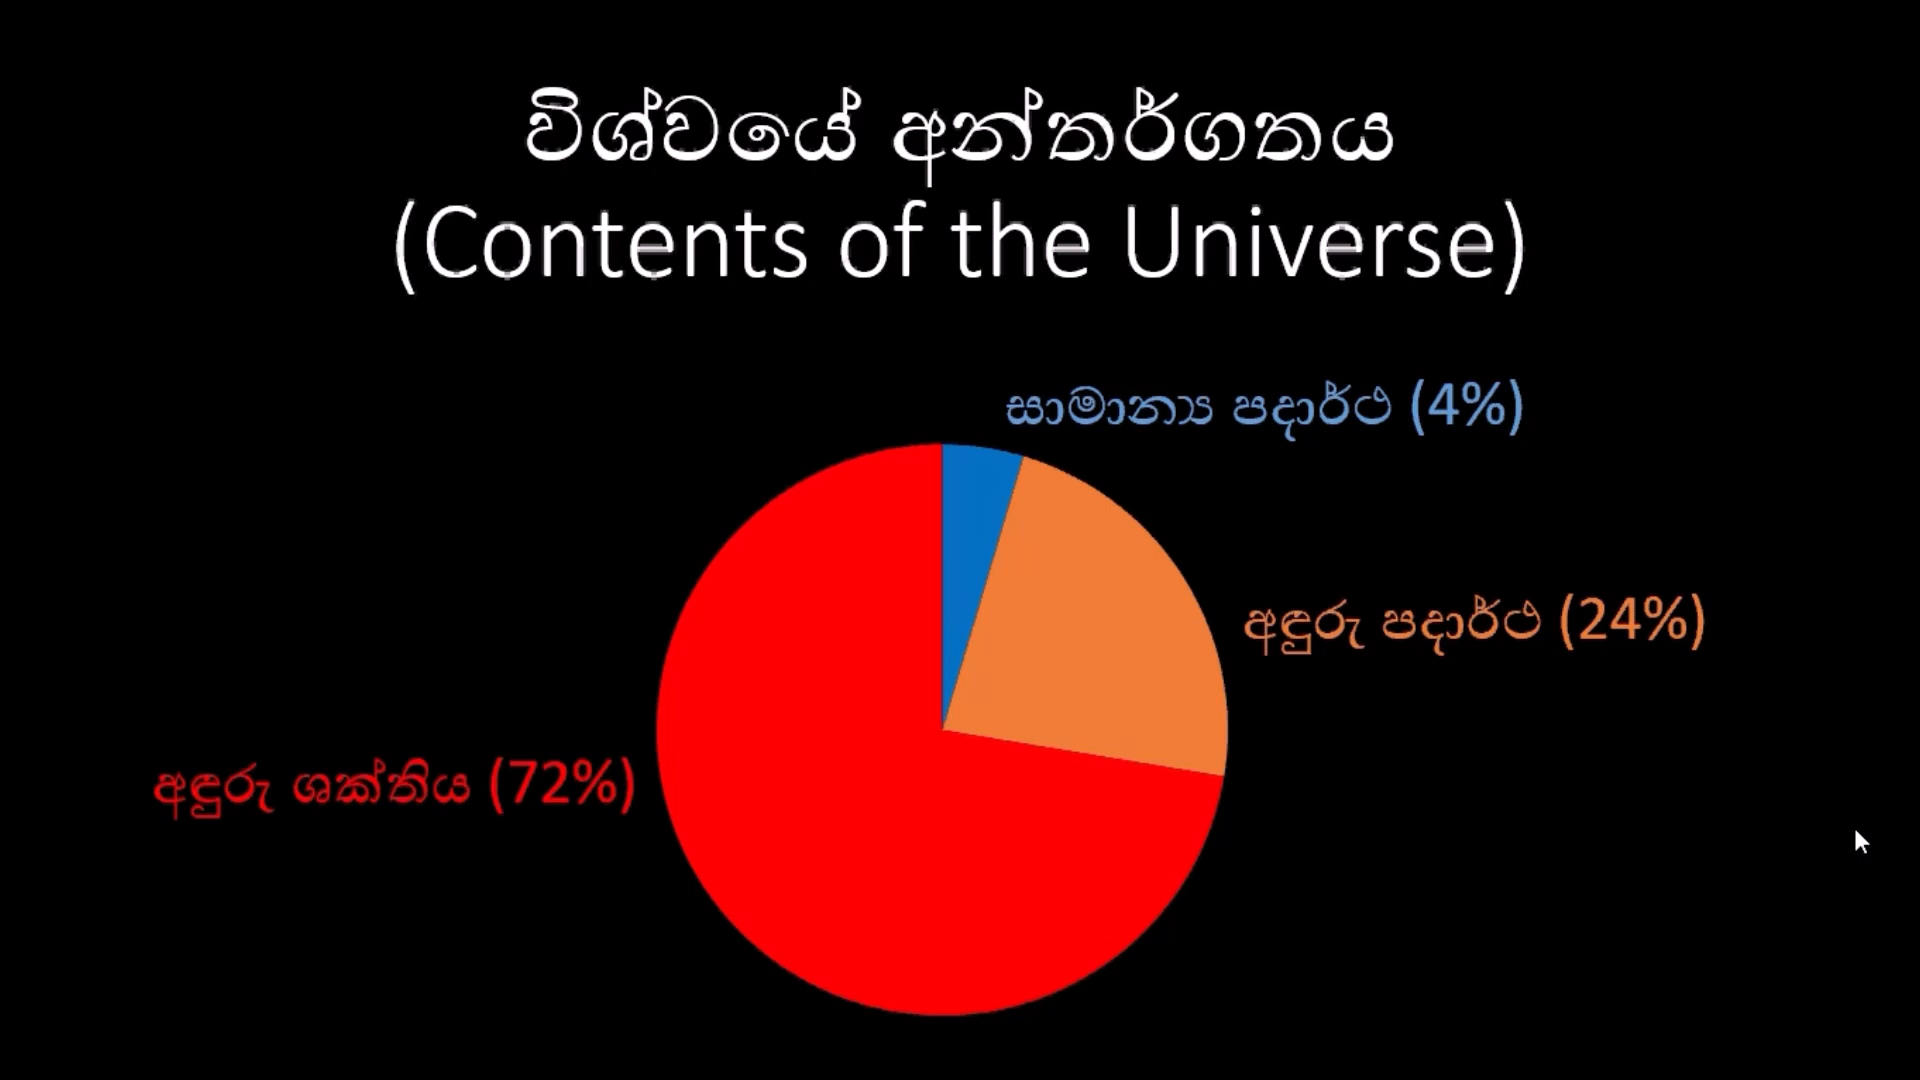 විශ්වයේ අන්තර්ගතය
(Contents of the Universe)
සාමාන්‍ය පදාර්ථ (4%)
අඳුරු පදාර්ථ (24%)
අඳුරු ශක්තිය (72%)